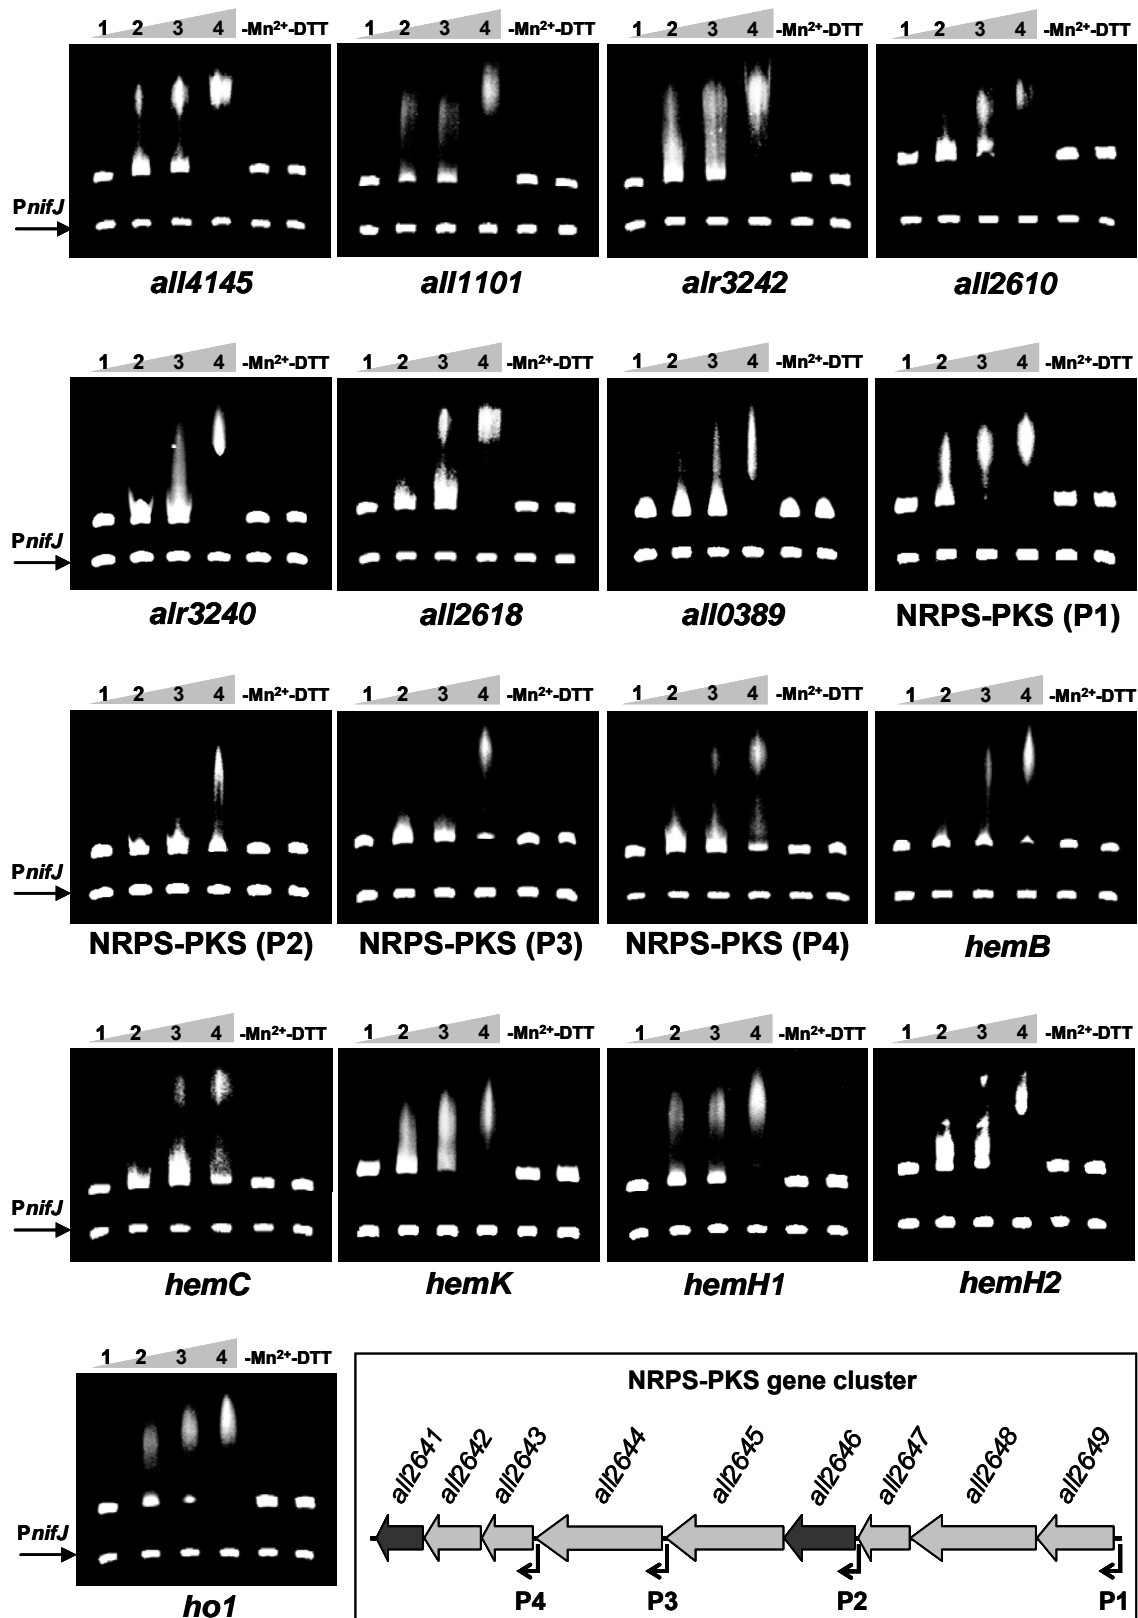 1 2 3 4 -Mn²⁺-DTT 1 2 3 4 -Mn²⁺-DTT 1 2 3 4 -Mn²⁺-DTT 1 2 3 4 -Mn²⁺-DTT
PnifJ
all4145 all1101 alr3242 all2610
1 2 3 4 -Mn²⁺-DTT 1 2 3 4 -Mn²⁺-DTT 1 2 3 4 -Mn²⁺-DTT 1 2 3 4 -Mn²⁺-DTT
PnifJ
alr3240 all2618 all0389 NRPS-PKS (P1)
1 2 3 4 -Mn²⁺-DTT 1 2 3 4 -Mn²⁺-DTT 1 2 3 4 -Mn²⁺-DTT 1 2 3 4 -Mn²⁺-DTT
PnifJ
NRPS-PKS (P2) NRPS-PKS (P3) NRPS-PKS (P4) hemB
1 2 3 4 -Mn²⁺-DTT 1 2 3 4 -Mn²⁺-DTT 1 2 3 4 -Mn²⁺-DTT 1 2 3 4 -Mn²⁺-DTT
PnifJ
hemC hemK hemH1 hemH2
1 2 3 4 -Mn²⁺-DTT
PnifJ
ho1
NRPS-PKS gene cluster
all2641 all2642 all2643 all2644 all2645 all2646 all2647 all2648 all2649
P4 P3 P2 P1